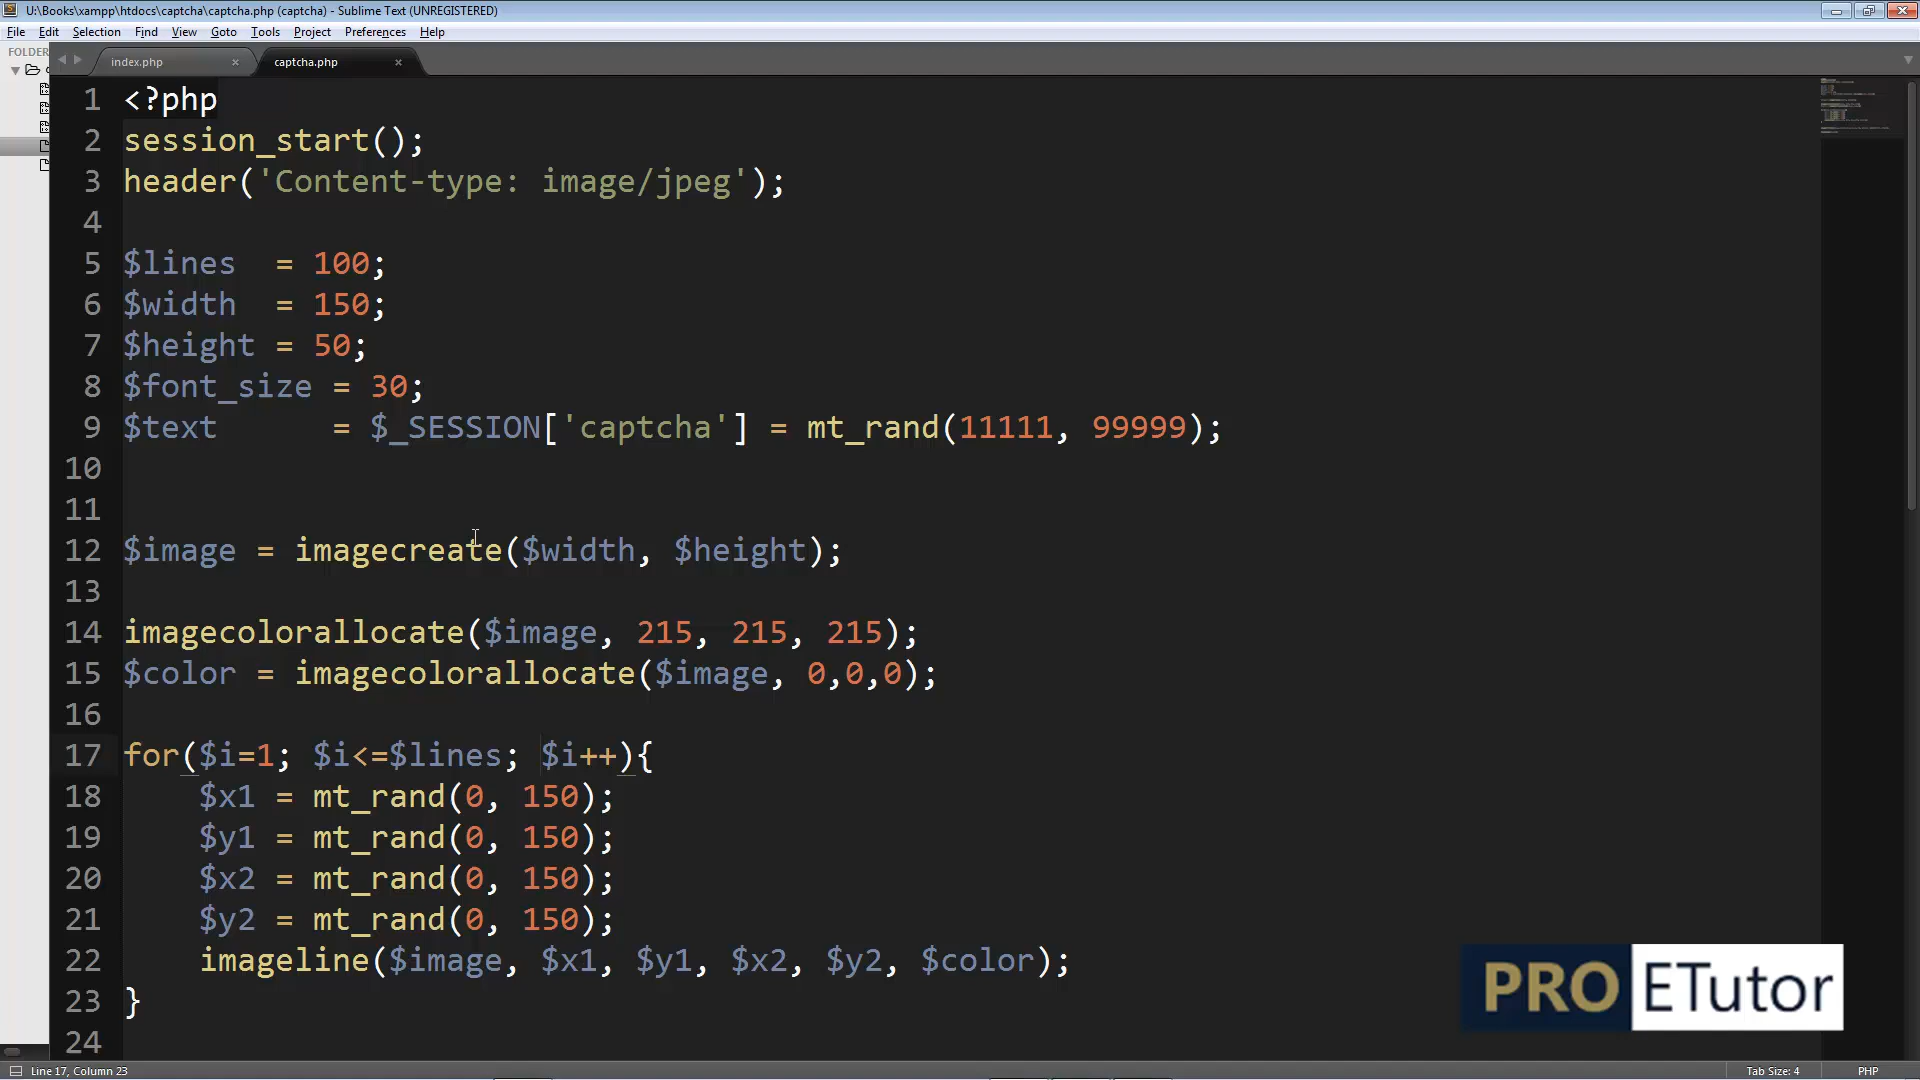 U:\Books\xampp\htdocs\captcha\captcha.php (captcha) - Sublime Text (UNREGISTERED)
File Edit Selection Find View Goto Tools Project Preferences Help
FOLDER
index.php × captcha.php ×
1 <?php
2 session_start();
3 header('Content-type: image/jpeg');
4
5 $lines  = 100;
6 $width  = 150;
7 $height = 50;
8 $font_size = 30;
9 $text      = $_SESSION['captcha'] = mt_rand(11111, 99999);
10
11
12 $image = imagecreate($width, $height);
13
14 imagecolorallocate($image, 215, 215, 215);
15 $color = imagecolorallocate($image, 0,0,0);
16
17 for($i=1; $i<=$lines; $i++){
18     $x1 = mt_rand(0, 150);
19     $y1 = mt_rand(0, 150);
20     $x2 = mt_rand(0, 150);
21     $y2 = mt_rand(0, 150);
22     imageline($image, $x1, $y1, $x2, $y2, $color);
23 }
24
PRO ETutor
Line 17, Column 23
Tab Size: 4
PHP